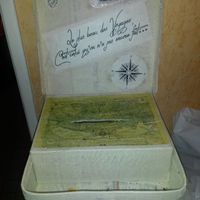 Le plus beau des Voyages
C'est celui qu'on n'a pas encore fait...